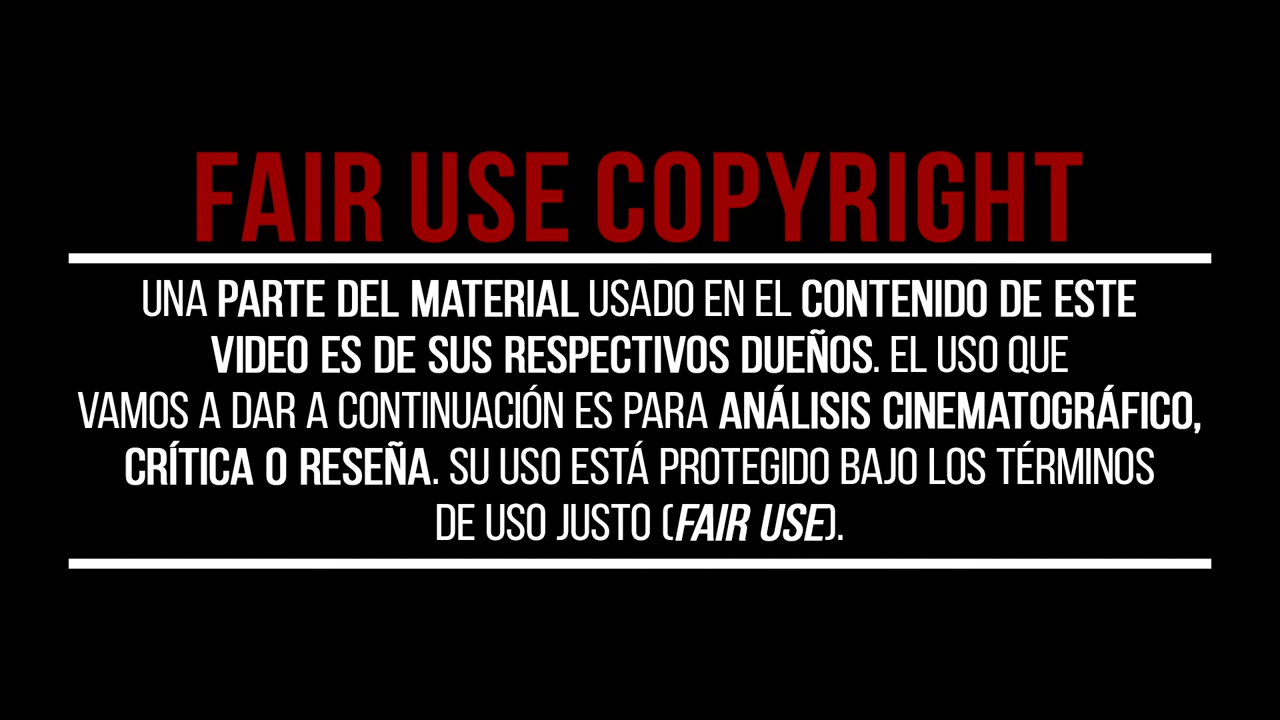 FAIR USE COPYRIGHT
UNA PARTE DEL MATERIAL USADO EN EL CONTENIDO DE ESTE
VIDEO ES DE SUS RESPECTIVOS DUEÑOS. EL USO QUE
VAMOS A DAR A CONTINUACIÓN ES PARA ANÁLISIS CINEMATOGRÁFICO,
CRÍTICA O RESEÑA. SU USO ESTÁ PROTEGIDO BAJO LOS TÉRMINOS
DE USO JUSTO (FAIR USE).